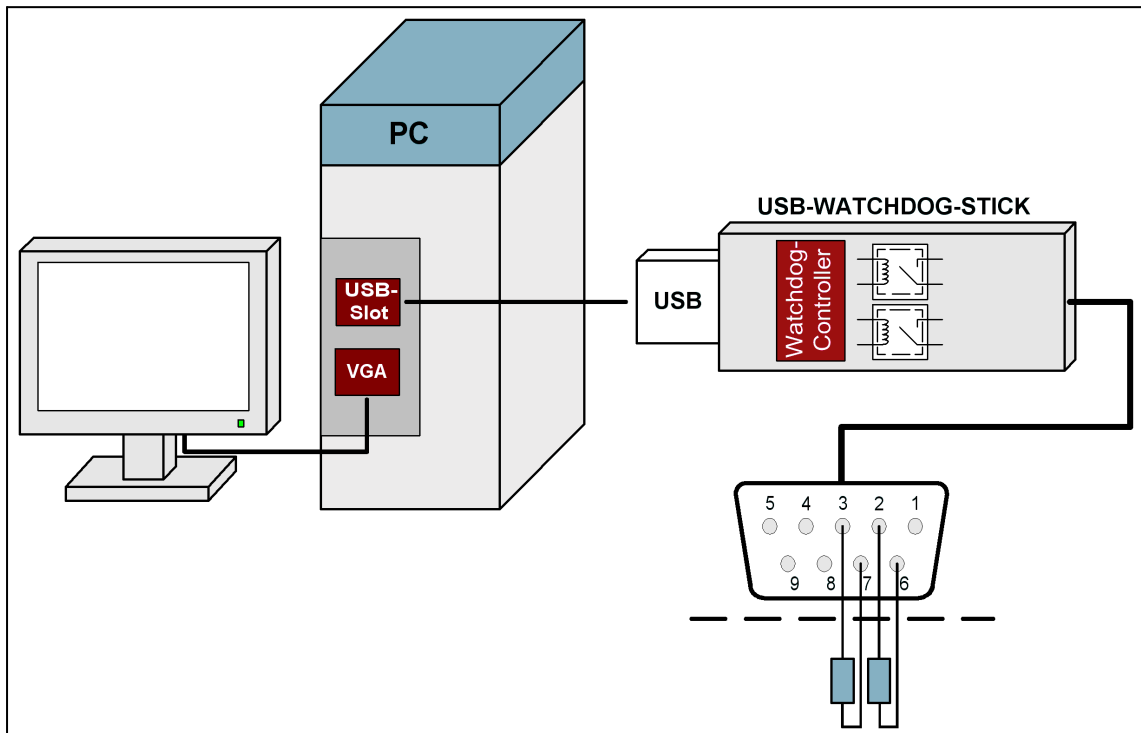 PC
USB-WATCHDOG-STICK
USB-
Slot
VGA
USB
Watchdog-
Controller
5 4 3 2 1
9 8 7 6